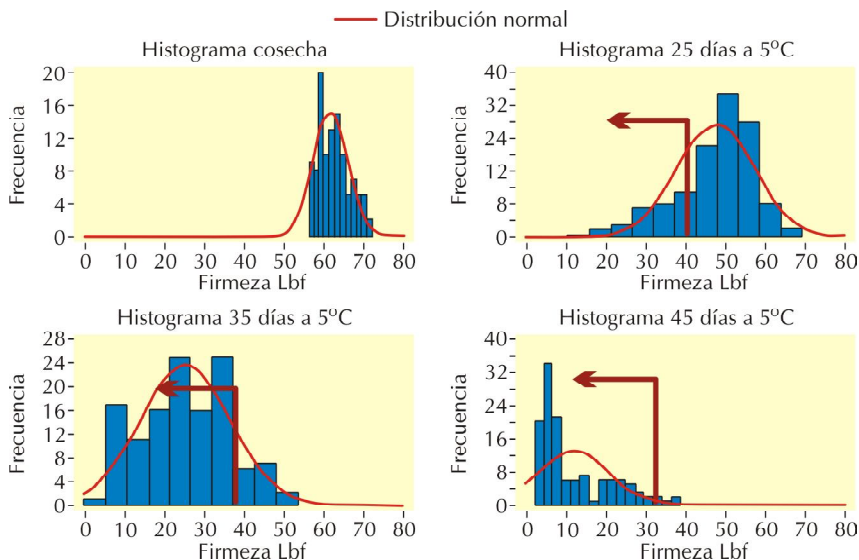 Distribución normal
Histograma cosecha
20
16
12
8
4
0
Frecuencia
0 10 20 30 40 50 60 70 80
Firmeza Lbf
Histograma 25 días a 5ºC
40
32
24
12
8
0
Frecuencia
0 10 20 30 40 50 60 70 80
Firmeza Lbf
Histograma 35 días a 5ºC
28
24
20
16
12
8
4
0
Frecuencia
0 10 20 30 40 50 60 70 80
Firmeza Lbf
Histograma 45 días a 5ºC
40
32
24
16
8
0
Frecuencia
0 10 20 30 40 50 60 70 80
Firmeza Lbf